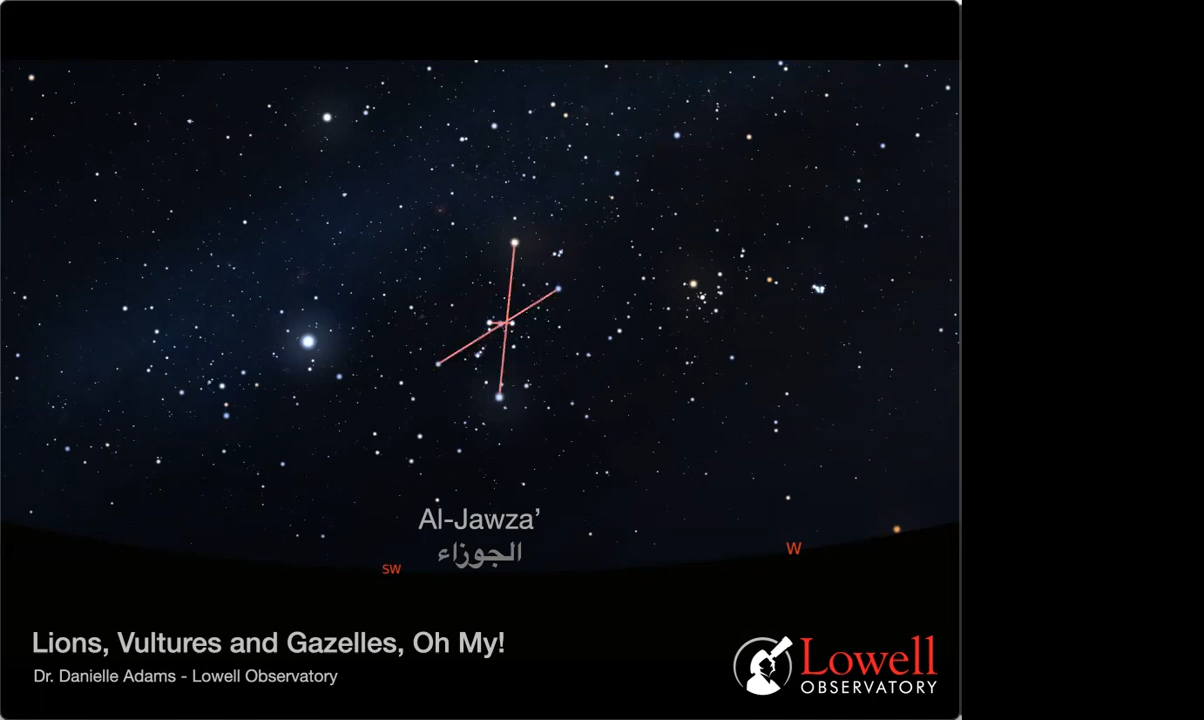 Al-Jawza’
الجوزاء
SW
W
Lions, Vultures and Gazelles, Oh My!
Dr. Danielle Adams - Lowell Observatory
Lowell
OBSERVATORY